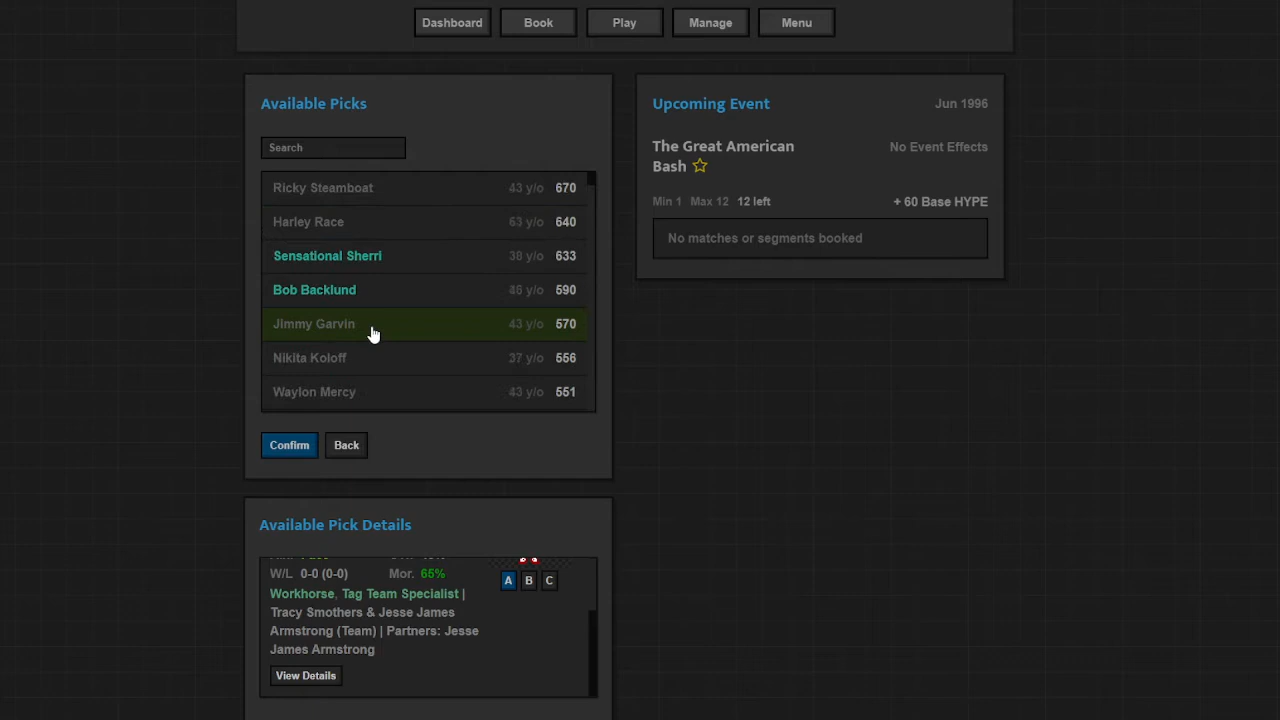 Dashboard
Book
Play
Manage
Menu
Available Picks
Search
Ricky Steamboat 43 y/o 670
Harley Race 63 y/o 640
Sensational Sherri 38 y/o 633
Bob Backlund 46 y/o 590
Jimmy Garvin 43 y/o 570
Nikita Koloff 37 y/o 556
Waylon Mercy 43 y/o 551
Confirm
Back
Upcoming Event Jun 1996
The Great American No Event Effects
Bash
Min 1 Max 12 12 left + 60 Base HYPE
No matches or segments booked
Available Pick Details
W/L 0-0 (0-0) Mor. 65%
A B C
Workhorse, Tag Team Specialist |
Tracy Smothers & Jesse James
Armstrong (Team) | Partners: Jesse
James Armstrong
View Details